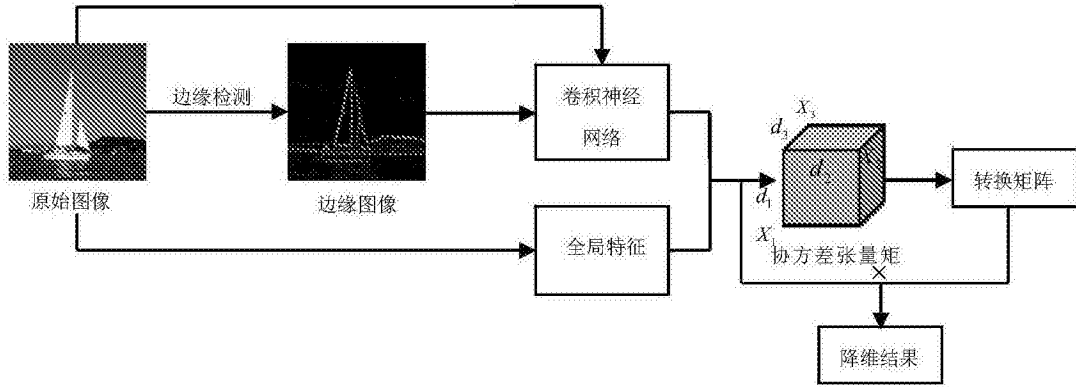 原始图像
边缘检测
边缘图像
卷积神经
网络
全局特征
X₃
d₃
d₂
d₁
X₁
协方差张量矩
×
转换矩阵
降维结果